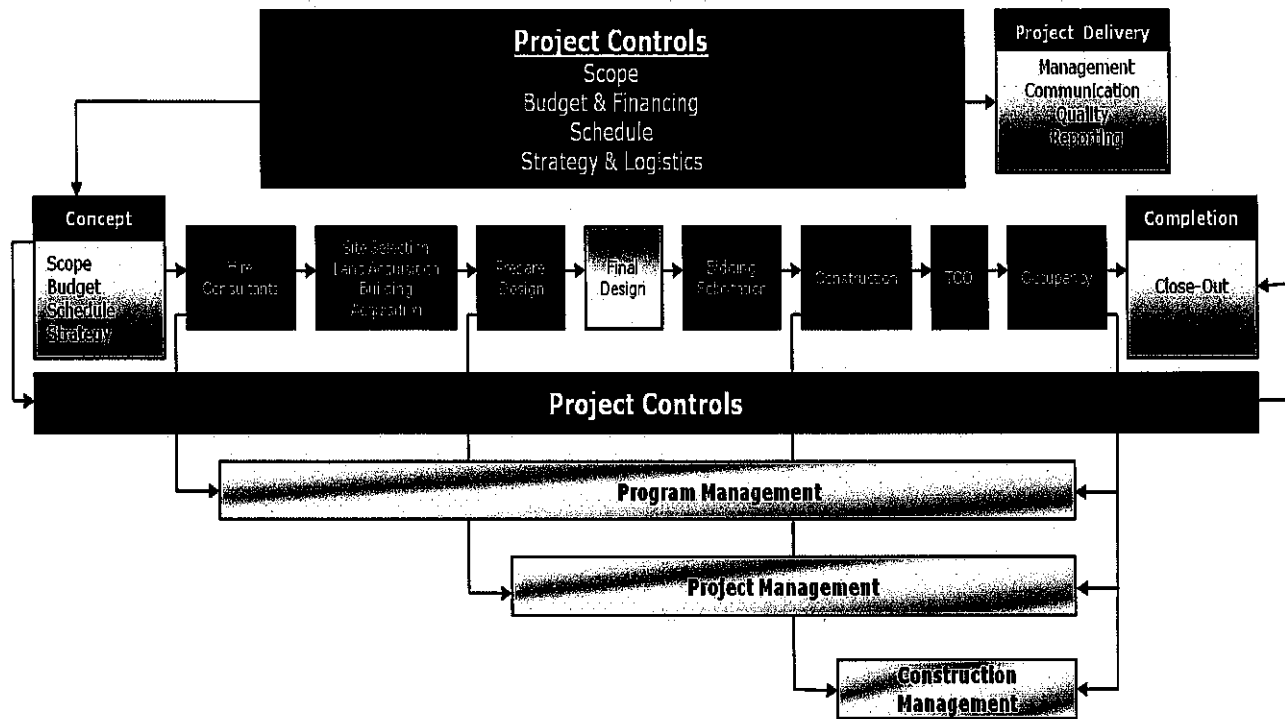 Project Controls
Scope
Budget & Financing
Schedule
Strategy & Logistics
Project Delivery
Management
Communication
Quality
Reporting
Concept
Scope
Budget
Schedule
Strategy
Hire
Consultants
Site Selection
Land Acquisition
Building
Acquisition
Prepare
Design
Final
Design
Bidding
Construction
TCO
Occupancy
Completion
Close-Out
Project Controls
Program Management
Project Management
Construction
Management